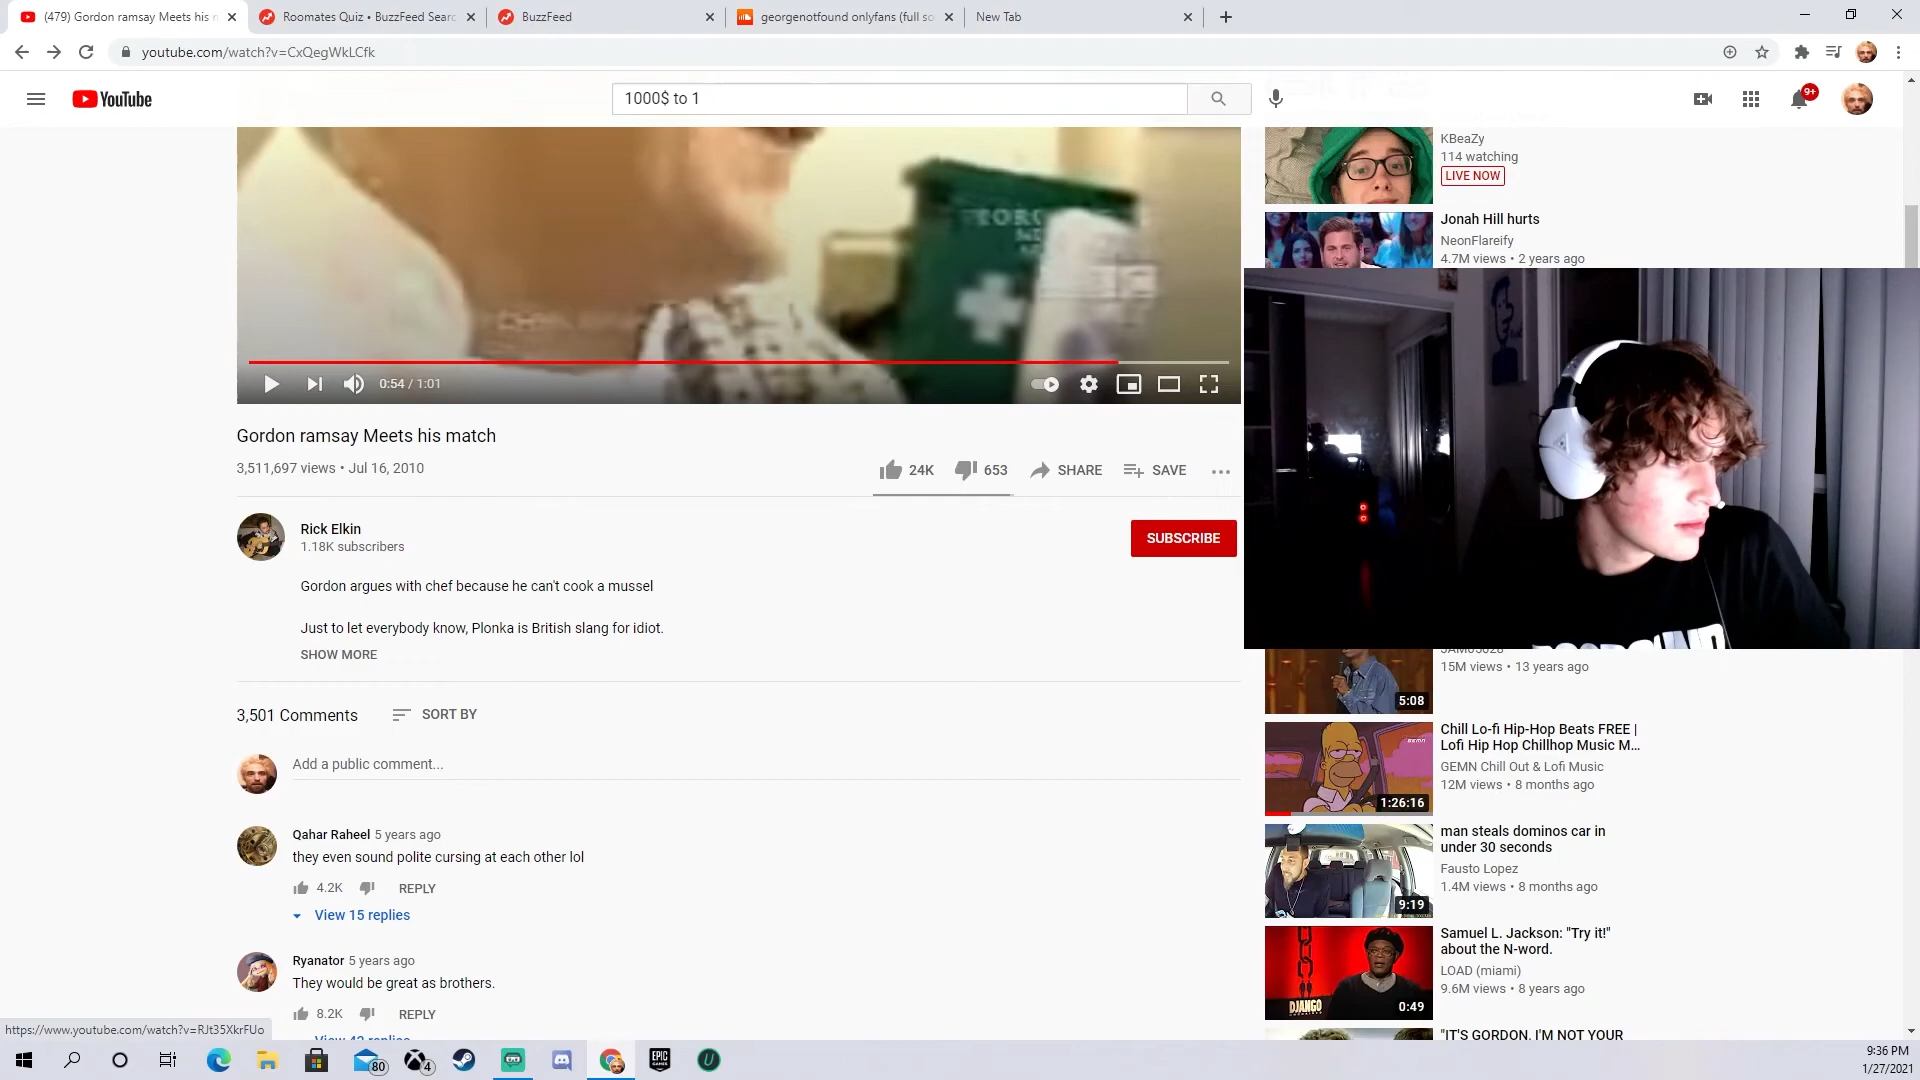 (479) Gordon ramsay Meets his n
Roomates Quiz • BuzzFeed Searc
BuzzFeed
georgenotfound onlyfans (full so
New Tab
youtube.com/watch?v=CxQegWkLCfk
YouTube
1000$ to 1
9+
KBeaZy
114 watching
LIVE NOW
Jonah Hill hurts
NeonFlareify
4.7M views • 2 years ago
0:54 / 1:01
Gordon ramsay Meets his match
3,511,697 views • Jul 16, 2010
24K
653
SHARE
SAVE
Rick Elkin
1.18K subscribers
SUBSCRIBE
Gordon argues with chef because he can't cook a mussel
Just to let everybody know, Plonka is British slang for idiot.
SHOW MORE
15M views • 13 years ago
5:08
3,501 Comments
SORT BY
Add a public comment...
Chill Lo-fi Hip-Hop Beats FREE |
Lofi Hip Hop Chillhop Music M...
GEMN Chill Out & Lofi Music
12M views • 8 months ago
1:26:16
Qahar Raheel 5 years ago
they even sound polite cursing at each other lol
4.2K
REPLY
View 15 replies
man steals dominos car in
under 30 seconds
Fausto Lopez
1.4M views • 8 months ago
9:19
Ryanator 5 years ago
They would be great as brothers.
8.2K
REPLY
Samuel L. Jackson: "Try it!"
about the N-word.
LOAD (miami)
9.6M views • 8 years ago
DJANGO
0:49
https://www.youtube.com/watch?v=RJt35XkrFUo
"IT'S GORDON, I'M NOT YOUR
80
4
EPIC
GAMES
9:36 PM
1/27/2021